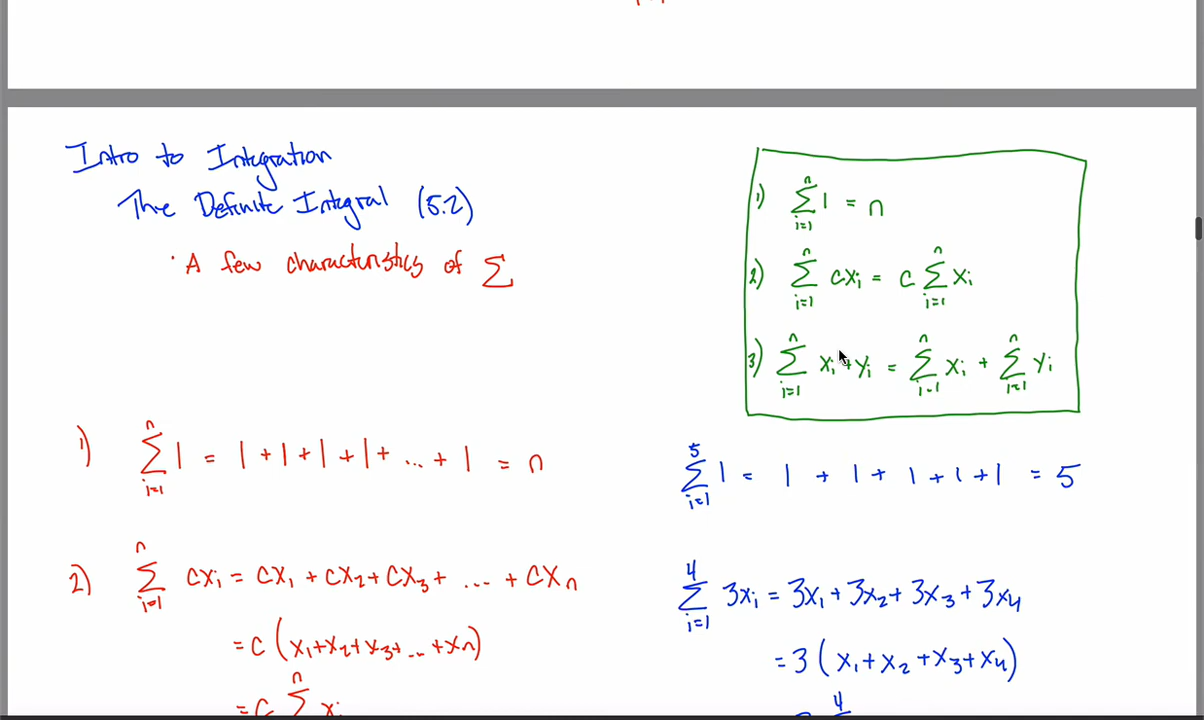 Intro to Integration
The Definite Integral (5.2)
· A few characteristics of Σ
1) Σ_{i=1}^{n} 1 = n
2) Σ_{i=1}^{n} cx_i = c Σ_{i=1}^{n} x_i
3) Σ_{i=1}^{n} x_i + y_i = Σ_{i=1}^{n} x_i + Σ_{i=1}^{n} y_i
1) Σ_{i=1}^{n} 1 = 1 + 1 + 1 + 1 + ... + 1 = n
Σ_{i=1}^{5} 1 = 1 + 1 + 1 + 1 + 1 = 5
2) Σ_{i=1}^{n} cx_i = cx_1 + cx_2 + cx_3 + ... + cx_n
= c (x_1 + x_2 + x_3 + ... + x_n)
= c Σ^{n} x_i
Σ_{i=1}^{4} 3x_i = 3x_1 + 3x_2 + 3x_3 + 3x_4
= 3 (x_1 + x_2 + x_3 + x_4)
4